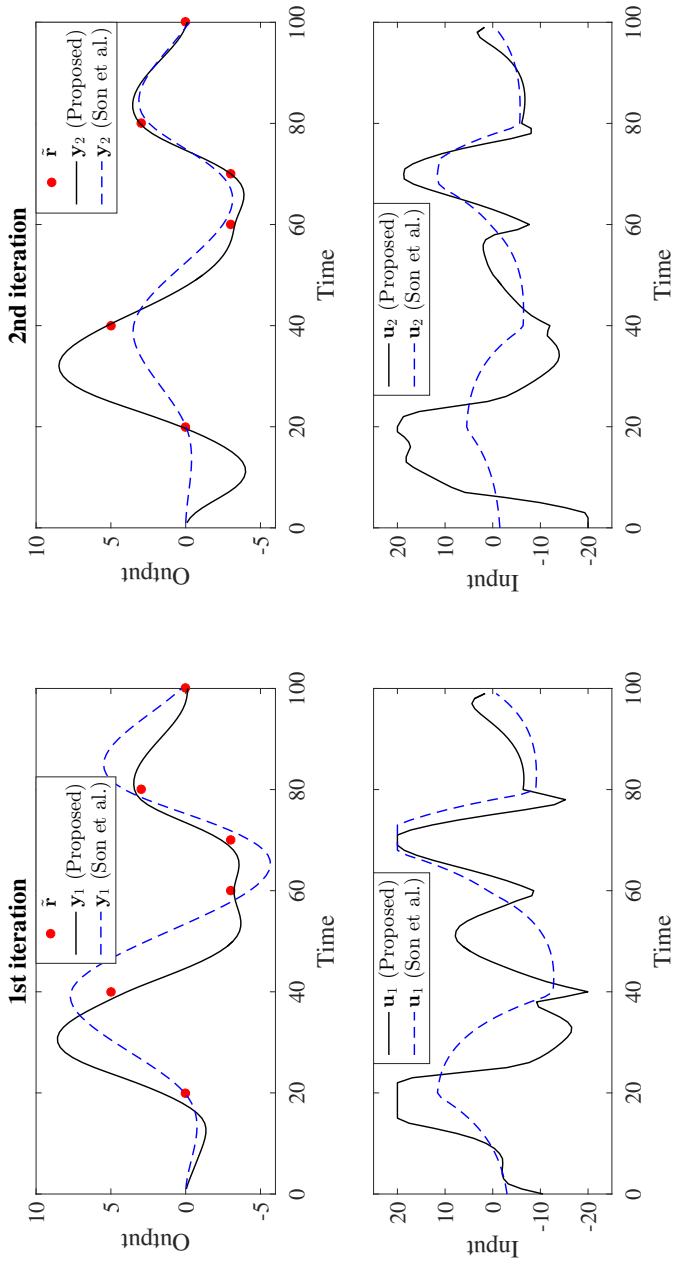 1st iteration
10
5
0
-5
Output
0
20
40
60
80
100
Time
r̃
y₁ (Proposed)
y₁ (Son et al.)
2nd iteration
10
5
0
-5
Output
0
20
40
60
80
100
Time
r̃
y₂ (Proposed)
y₂ (Son et al.)
20
10
0
-10
-20
Input
0
20
40
60
80
100
Time
u₁ (Proposed)
u₁ (Son et al.)
20
10
0
-10
-20
Input
0
20
40
60
80
100
Time
u₂ (Proposed)
u₂ (Son et al.)